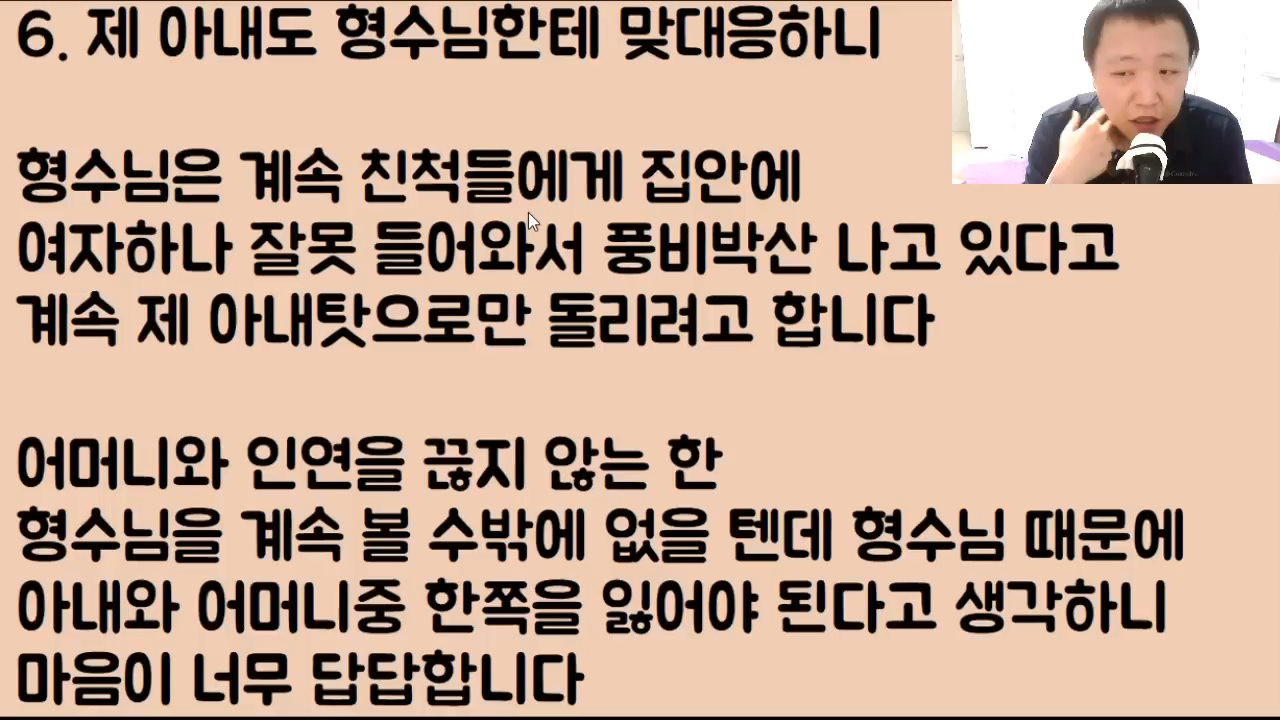 6. 제 아내도 형수님한테 맞대응하니
형수님은 계속 친척들에게 집안에
여자하나 잘못 들어와서 풍비박산 나고 있다고
계속 제 아내탓으로만 돌리려고 합니다
어머니와 인연을 끊지 않는 한
형수님을 계속 볼 수밖에 없을 텐데 형수님 때문에
아내와 어머니중 한쪽을 잃어야 된다고 생각하니
마음이 너무 답답합니다